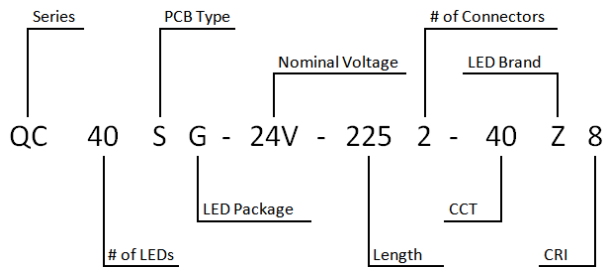 Series PCB Type # of Connectors
Nominal Voltage LED Brand
QC 40 S G - 24V - 225 2 - 40 Z 8
LED Package CCT
# of LEDs Length CRI